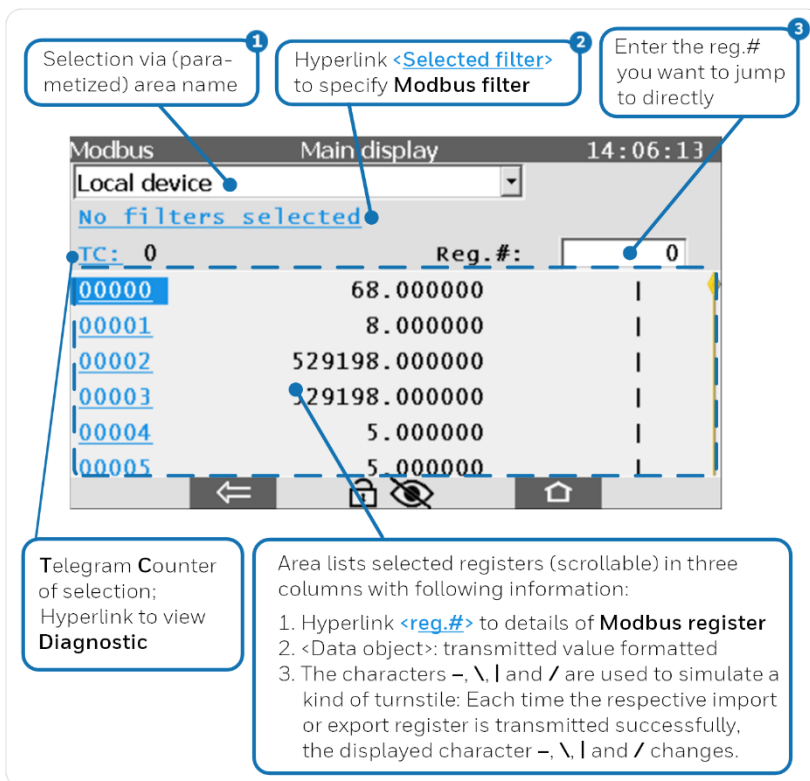 1
Selection via (para-
metized) area name
2
Hyperlink <Selected filter>
to specify Modbus filter
3
Enter the reg.#
you want to jump
to directly
Modbus Main display 14:06:13
Local device
No filters selected
TC: 0 Reg.#: 0
00000 68.000000 |
00001 8.000000 |
00002 529198.000000 |
00003 529198.000000 |
00004 5.000000 |
00005 5.000000
Telegram Counter
of selection;
Hyperlink to view
Diagnostic
Area lists selected registers (scrollable) in three
columns with following information:
1. Hyperlink <reg.#> to details of Modbus register
2. <Data object>: transmitted value formatted
3. The characters –, \, | and / are used to simulate a
kind of turnstile: Each time the respective import
or export register is transmitted successfully,
the displayed character –, \, | and / changes.